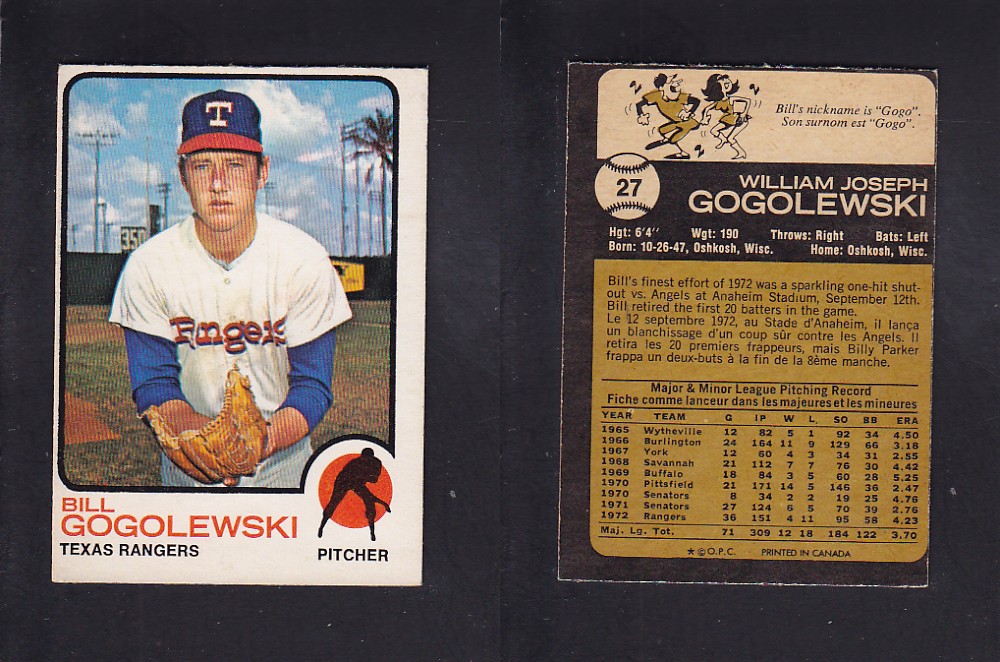 T
350
Rangers
BILL
GOGOLEWSKI
TEXAS RANGERS
PITCHER
Bill's nickname is "Gogo".
Son surnom est "Gogo".
27
WILLIAM JOSEPH
GOGOLEWSKI
Hgt: 6'4" Wgt: 190 Throws: Right Bats: Left
Born: 10-26-47, Oshkosh, Wisc. Home: Oshkosh, Wisc.
Bill's finest effort of 1972 was a sparkling one-hit shut-
out vs. Angels at Anaheim Stadium, September 12th.
Bill retired the first 20 batters in the game.
Le 12 septembre 1972, au Stade d'Anaheim, il lança
un blanchissage d'un coup sûr contre les Angels. Il
retira les 20 premiers frappeurs, mais Billy Parker
frappa un deux-buts à la fin de la 8ème manche.
Major & Minor League Pitching Record
Fiche comme lanceur dans les majeures et les mineures
YEAR TEAM G IP W L SO BB ERA
1965 Wytheville 12 82 5 1 92 34 4.50
1966 Burlington 24 164 11 9 129 66 3.18
1967 York 12 60 4 3 34 31 2.55
1968 Savannah 21 112 7 7 76 30 4.42
1969 Buffalo 18 84 3 5 60 28 5.25
1970 Pittsfield 21 171 14 5 146 36 2.47
1970 Senators 8 34 2 2 19 25 4.76
1971 Senators 27 124 6 5 70 39 2.76
1972 Rangers 36 151 4 11 95 58 4.23
Maj. Lg. Tot. 71 309 12 18 184 122 3.70
* © O.P.C. PRINTED IN CANADA